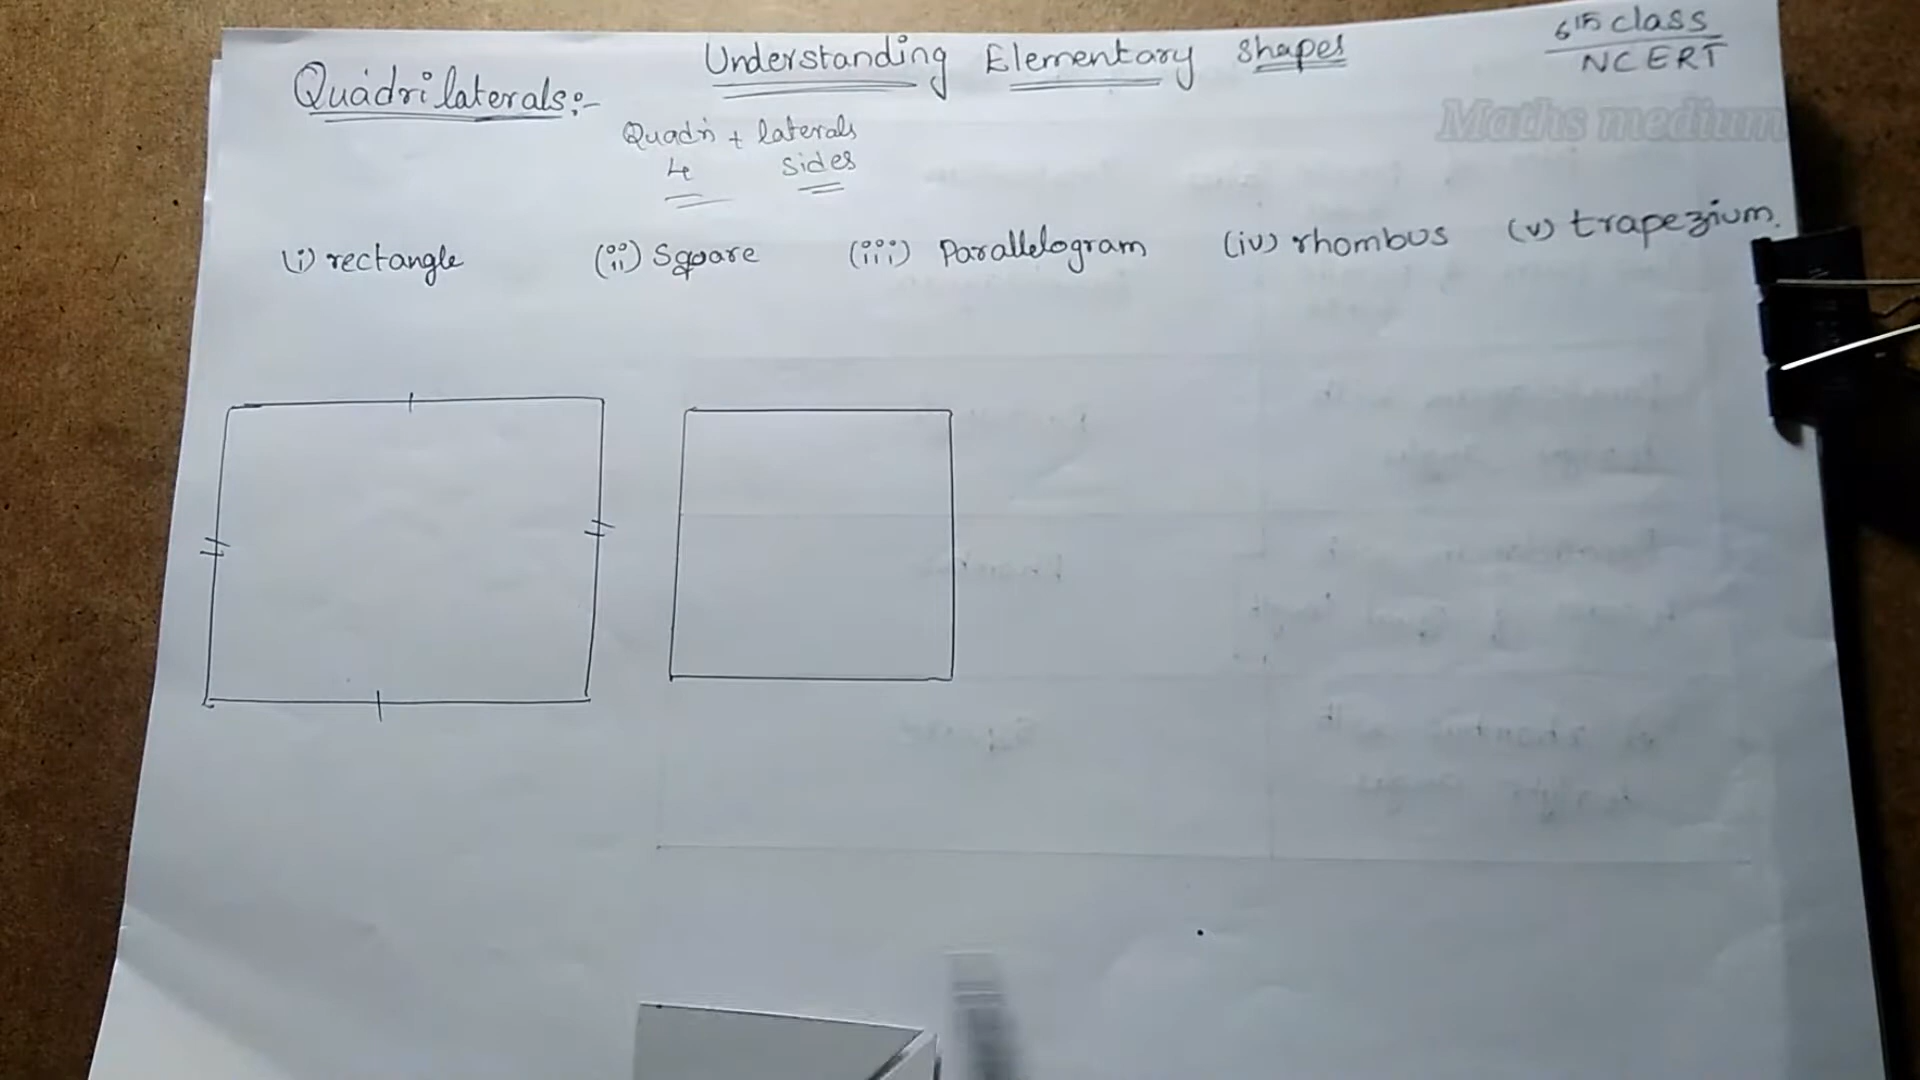 Understanding Elementary Shapes
6th class
NCERT
Quadrilaterals:-
Maths medium
Quadri + laterals
4 sides
(i) rectangle (ii) Square (iii) Parallelogram (iv) rhombus (v) trapezium.